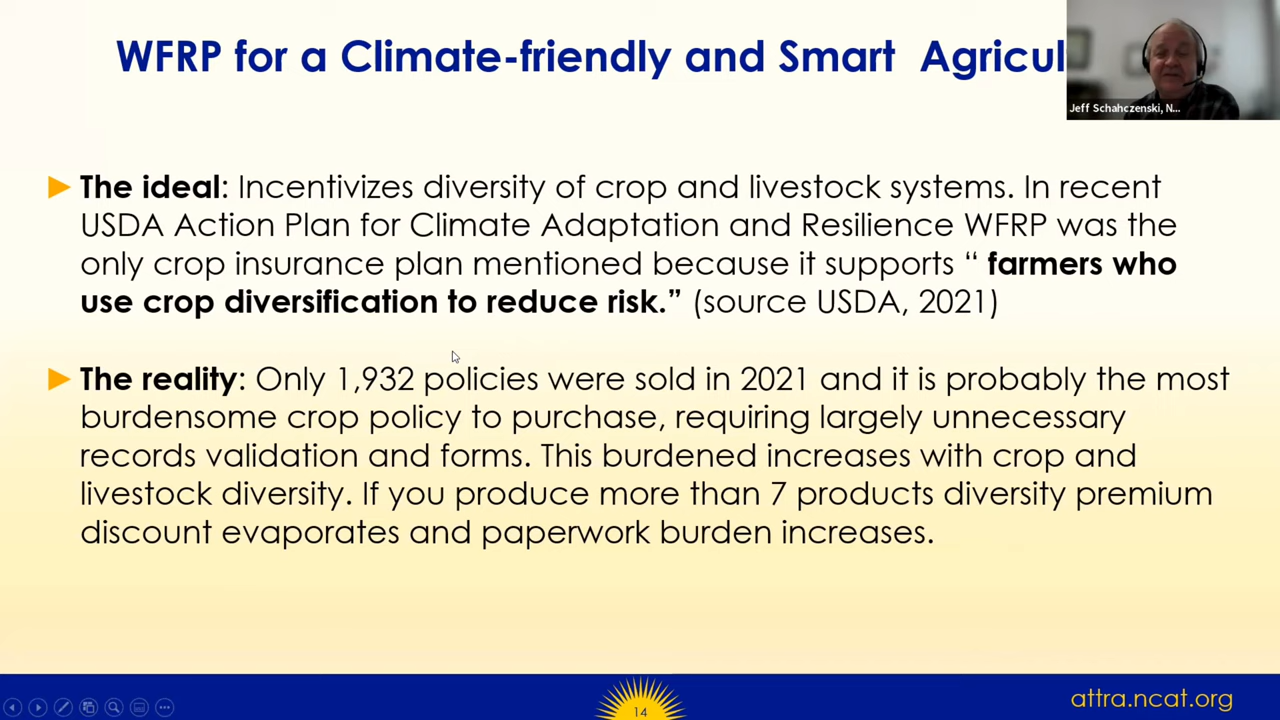 WFRP for a Climate-friendly and Smart Agricul
Jeff Schahczenski, N...
► The ideal: Incentivizes diversity of crop and livestock systems. In recent
USDA Action Plan for Climate Adaptation and Resilience WFRP was the
only crop insurance plan mentioned because it supports “ farmers who
use crop diversification to reduce risk.” (source USDA, 2021)
► The reality: Only 1,932 policies were sold in 2021 and it is probably the most
burdensome crop policy to purchase, requiring largely unnecessary
records validation and forms. This burdened increases with crop and
livestock diversity. If you produce more than 7 products diversity premium
discount evaporates and paperwork burden increases.
14
attra.ncat.org